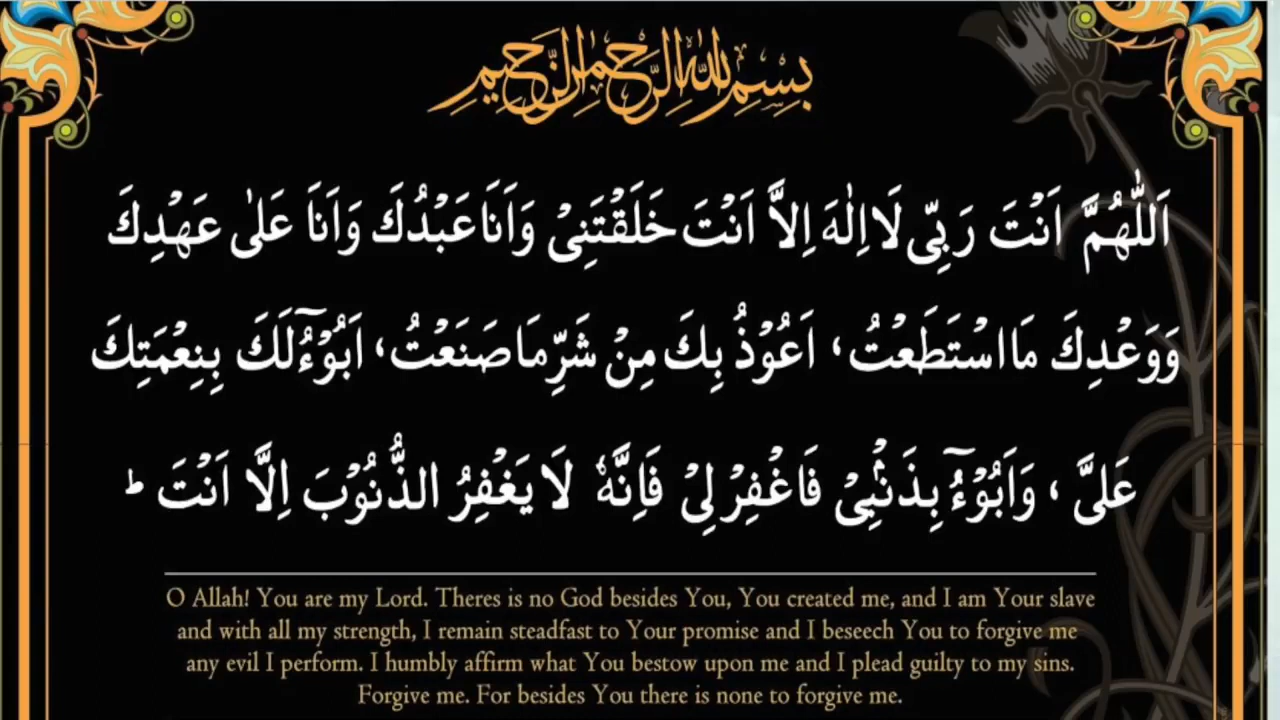 بِسْمِ اللهِ الرَّحْمٰنِ الرَّحِيْمِ
اَللّٰهُمَّ اَنْتَ رَبِّیْ لَا اِلٰهَ اِلاَّ اَنْتَ خَلَقْتَنِیْ وَاَنَا عَبْدُكَ وَاَنَا عَلٰی عَهْدِكَ
وَوَعْدِكَ مَا اسْتَطَعْتُ، اَعُوْذُ بِكَ مِنْ شَرِّ مَا صَنَعْتُ، اَبُوْٓءُ لَكَ بِنِعْمَتِكَ
عَلَیَّ، وَاَبُوْٓءُ بِذَنْۢبِیْ فَاغْفِرْ لِیْ فَاِنَّهٗ لَا يَغْفِرُ الذُّنُوْبَ اِلَّا اَنْتَ ؕ
O Allah! You are my Lord. Theres is no God besides You, You created me, and I am Your slave
and with all my strength, I remain steadfast to Your promise and I beseech You to forgive me
any evil I perform. I humbly affirm what You bestow upon me and I plead guilty to my sins.
Forgive me. For besides You there is none to forgive me.